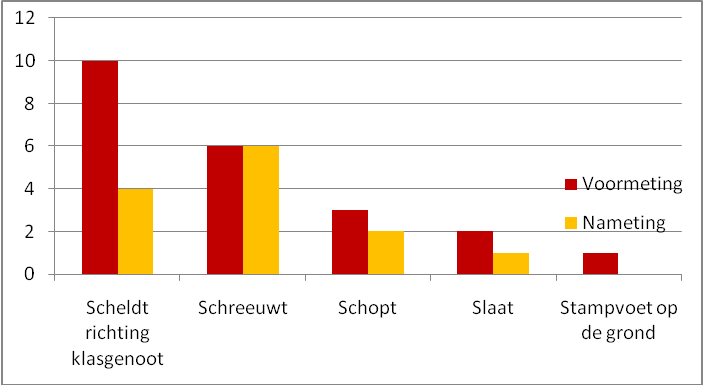 12
10
8
6
4
2
0
Voormeting
Nameting
Scheldt
richting
klasgenoot
Schreeuwt
Schopt
Slaat
Stampvoet op
de grond